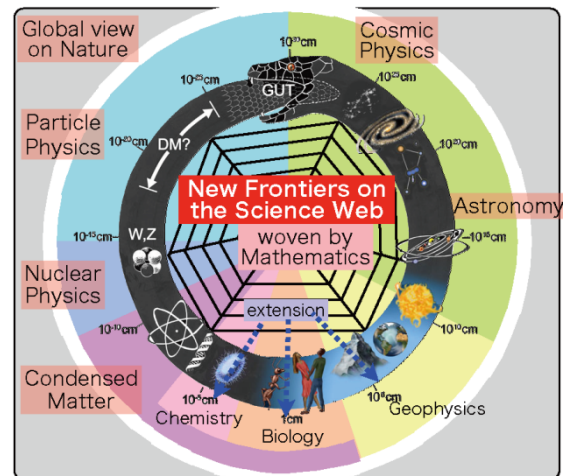 Global view
on Nature
Cosmic
Physics
10³⁰cm
10⁻²⁵cm
GUT
10²⁵cm
Particle
Physics
10⁻²⁰cm
DM?
10²⁰cm
New Frontiers on
the Science Web
woven by
Mathematics
Astronomy
10⁻¹⁵cm
W,Z
10¹⁵cm
Nuclear
Physics
extension
10⁻¹⁰cm
10¹⁰cm
Condensed
Matter
10⁻⁵cm
10⁵cm
Chemistry
1cm
Geophysics
Biology